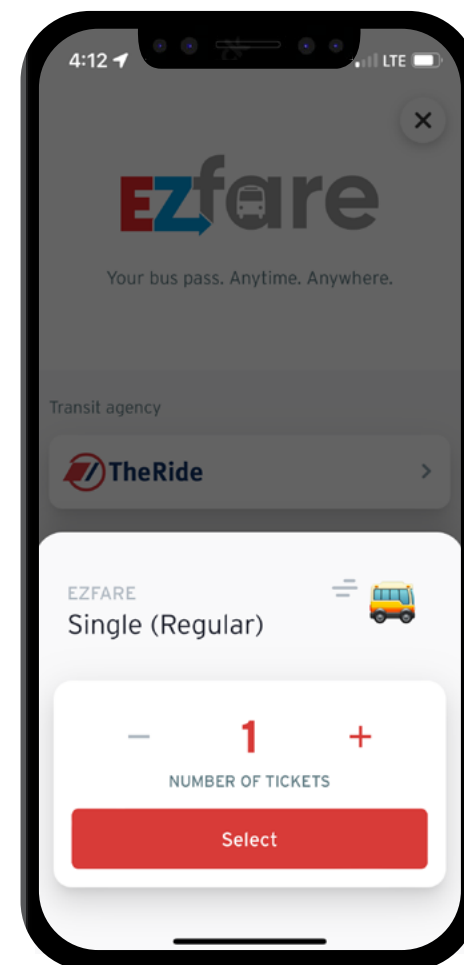 4:12
LTE
EZfare
Your bus pass. Anytime. Anywhere.
Transit agency
TheRide
EZFARE
Single (Regular)
1
NUMBER OF TICKETS
Select